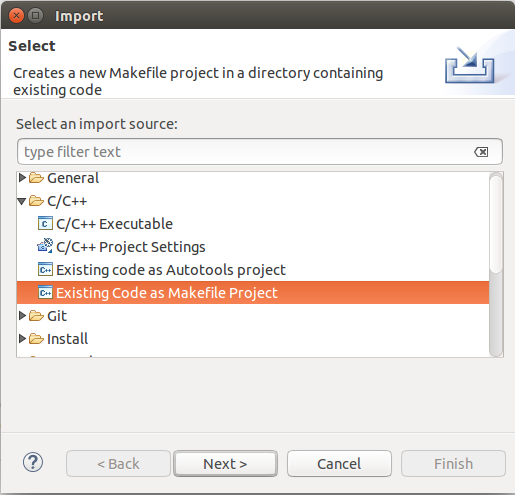 Import
Select
Creates a new Makefile project in a directory containing
existing code
Select an import source:
type filter text
General
C/C++
C/C++ Executable
C/C++ Project Settings
Existing code as Autotools project
Existing Code as Makefile Project
Git
Install
?
< Back
Next >
Cancel
Finish